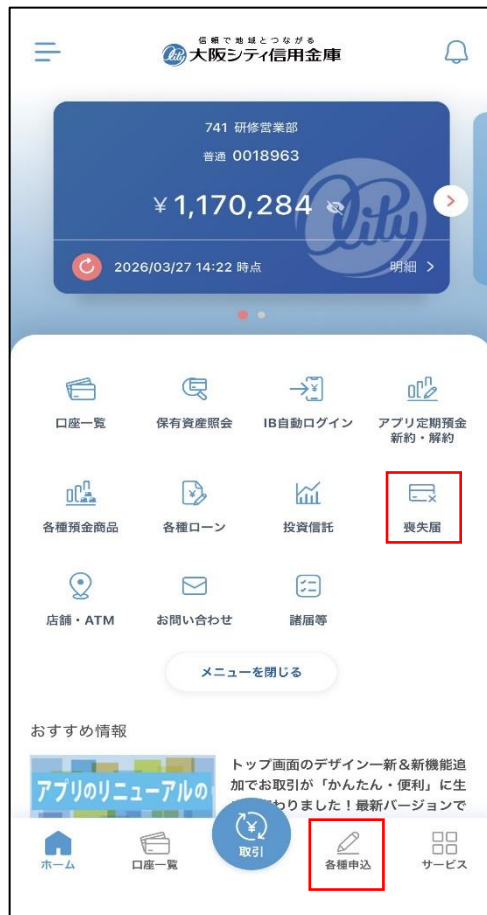 信頼で地域とつながる
City 大阪シティ信用金庫
741 研修営業部
普通 0018963
¥ 1,170,284
City
2026/03/27 14:22 時点
明細
口座一覧
保有資産照会
IB自動ログイン
アプリ定期預金
新約・解約
各種預金商品
各種ローン
投資信託
喪失届
店舗・ATM
お問い合わせ
諸届等
メニューを閉じる
おすすめ情報
アプリのリニューアルの
トップ画面のデザイン一新&新機能追
加でお取引が「かんたん・便利」に生
わりました!最新バージョンで
ホーム
口座一覧
取引
各種申込
サービス